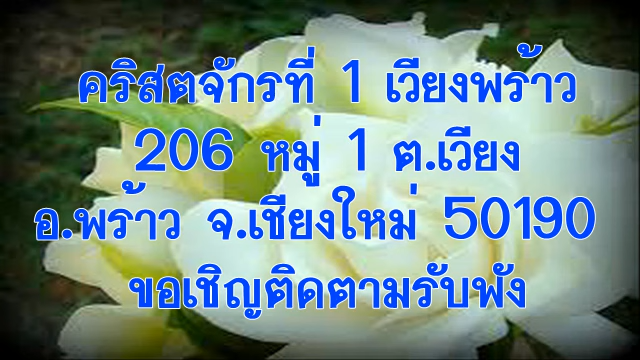 คริสตจักรที่ 1 เวียงพร้าว
206 หมู่ 1 ต.เวียง
อ.พร้าว จ.เชียงใหม่ 50190
ขอเชิญติดตามรับฟัง